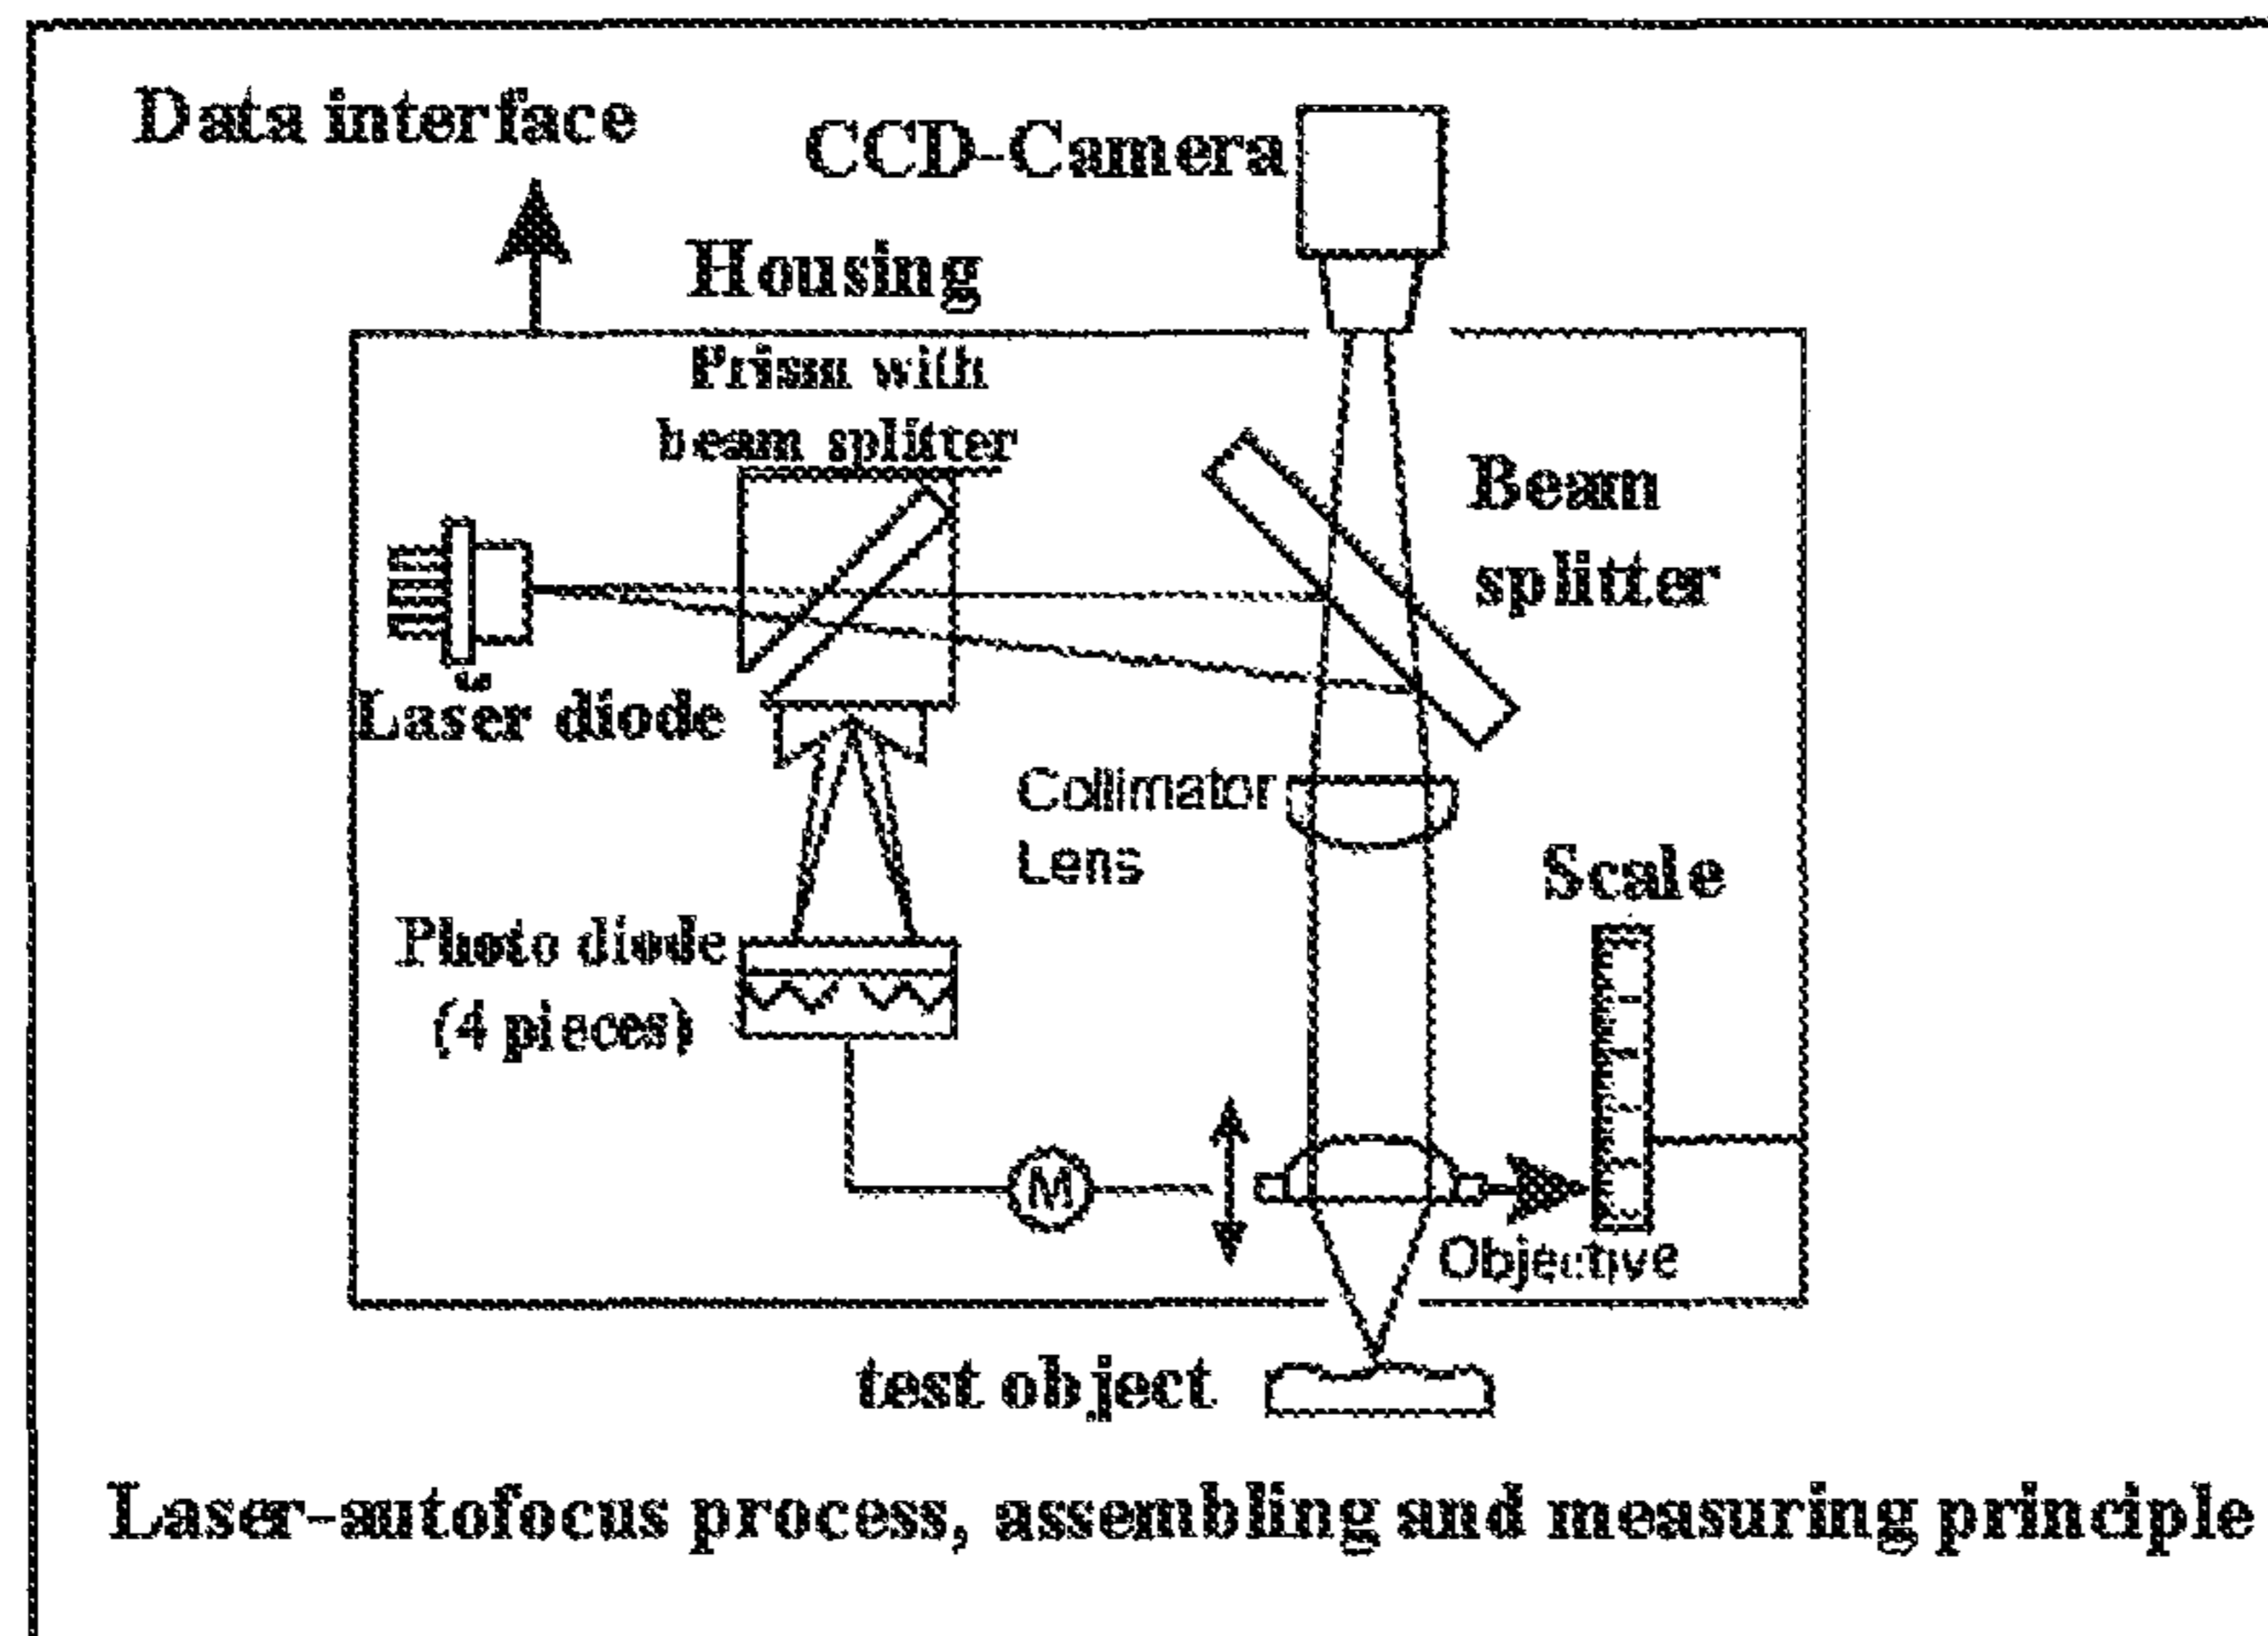 Data interface
CCD-Camera
Housing
Prism with
beam splitter
Beam
splitter
Laser diode
Collimator
Lens
Scale
Photo diode
(4 pieces)
M
Objective
test object
Laser-autofocus process, assembling and measuring principle